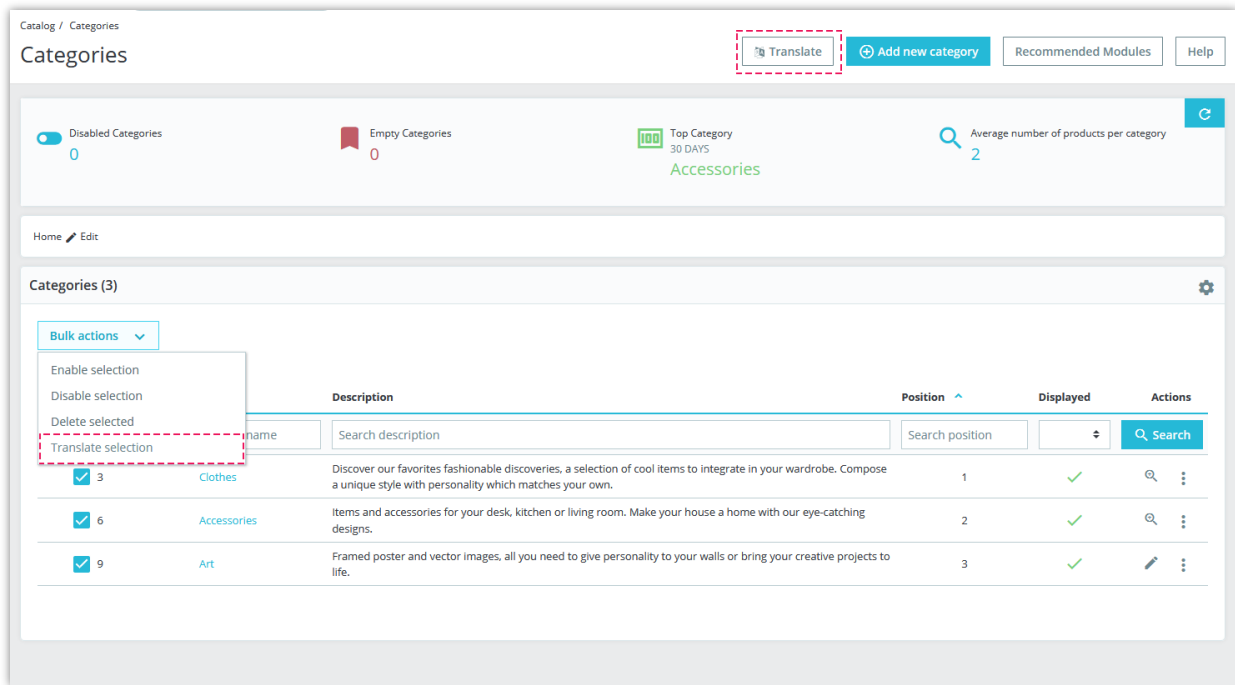 Catalog / Categories
Categories
Translate
Add new category
Recommended Modules
Help
Disabled Categories
0
Empty Categories
0
Top Category
30 DAYS
Accessories
Average number of products per category
2
Home Edit
Categories (3)
Bulk actions
Enable selection
Disable selection
Delete selected
Translate selection
Description
Position
Displayed
Actions
name
Search description
Search position
Search
3
Clothes
Discover our favorites fashionable discoveries, a selection of cool items to integrate in your wardrobe. Compose
a unique style with personality which matches your own.
1
6
Accessories
Items and accessories for your desk, kitchen or living room. Make your house a home with our eye-catching
designs.
2
9
Art
Framed poster and vector images, all you need to give personality to your walls or bring your creative projects to
life.
3